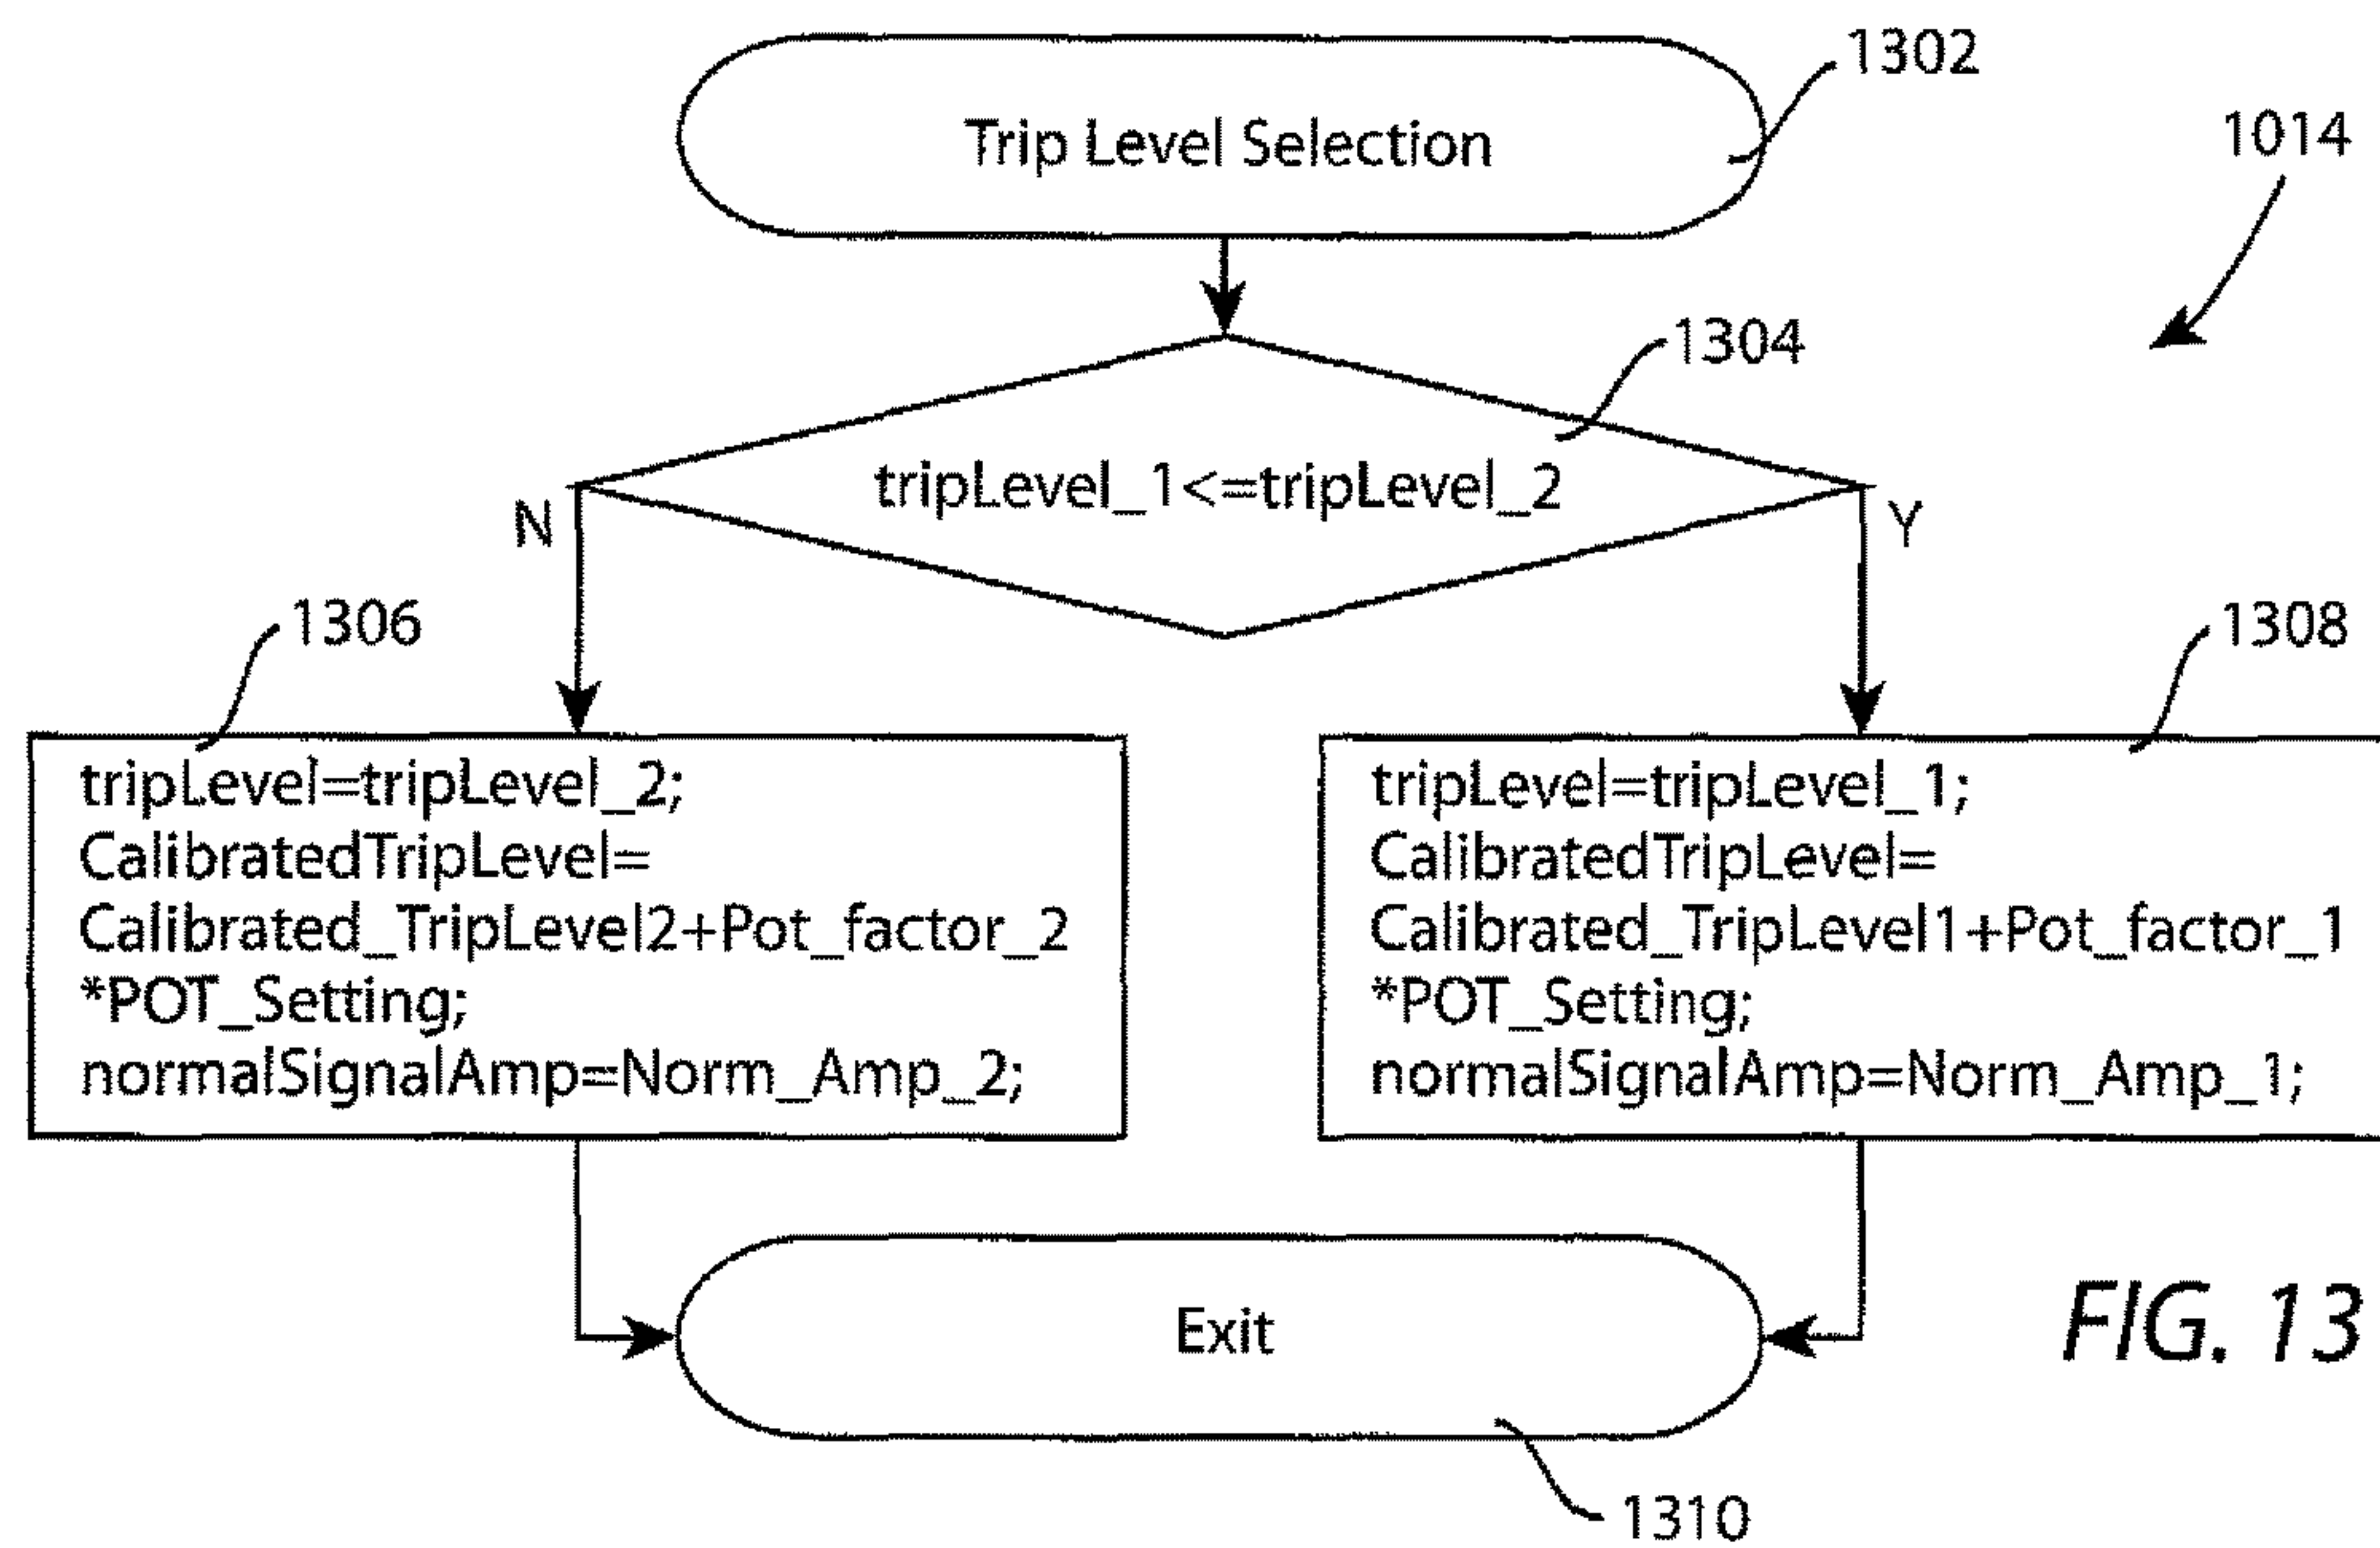 1302
Trip Level Selection
1014
1304
tripLevel_1<=tripLevel_2
N
Y
1306
tripLevel=tripLevel_2;
CalibratedTripLevel=
Calibrated_TripLevel2+Pot_factor_2
*POT_Setting;
normalSignalAmp=Norm_Amp_2;
1308
tripLevel=tripLevel_1;
CalibratedTripLevel=
Calibrated_TripLevel1+Pot_factor_1
*POT_Setting;
normalSignalAmp=Norm_Amp_1;
Exit
FIG. 13
1310